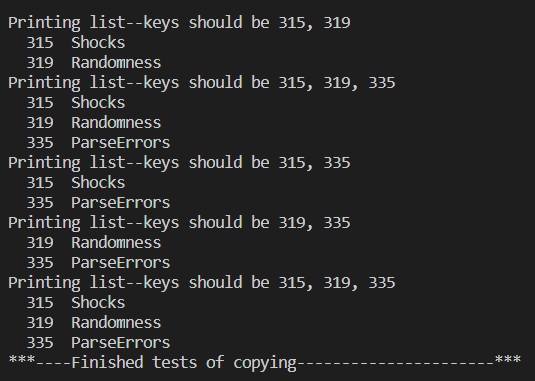 Printing list--keys should be 315, 319
  315  Shocks
  319  Randomness
Printing list--keys should be 315, 319, 335
  315  Shocks
  319  Randomness
  335  ParseErrors
Printing list--keys should be 315, 335
  315  Shocks
  335  ParseErrors
Printing list--keys should be 319, 335
  319  Randomness
  335  ParseErrors
Printing list--keys should be 315, 319, 335
  315  Shocks
  319  Randomness
  335  ParseErrors
***----Finished tests of copying----------------------***